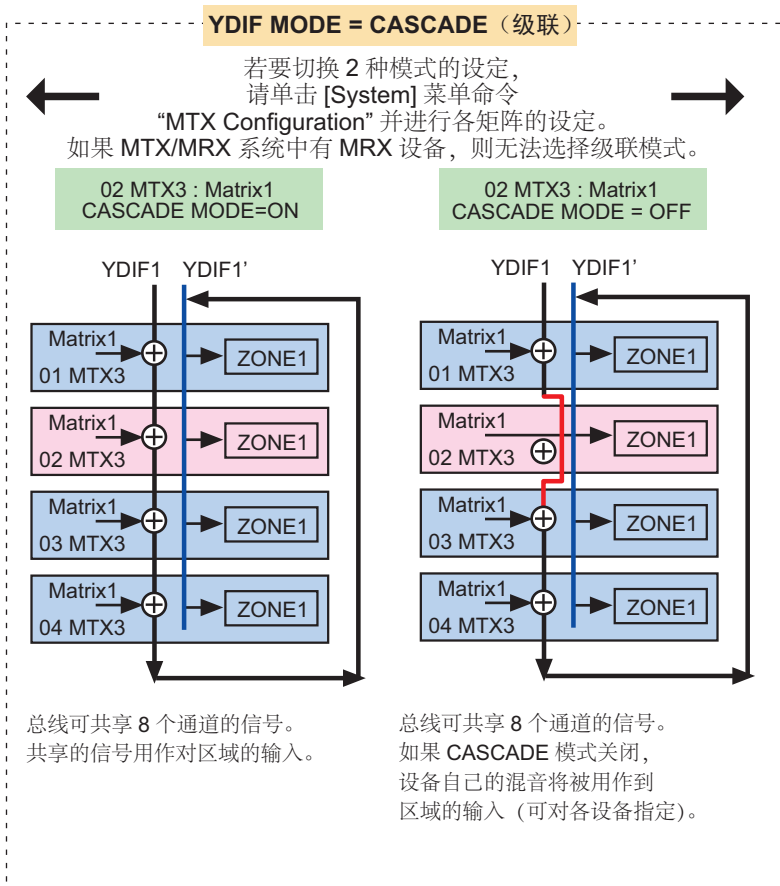 YDIF MODE = CASCADE（级联）
若要切换 2 种模式的设定，
请单击 [System] 菜单命令
“MTX Configuration” 并进行各矩阵的设定。
如果 MTX/MRX 系统中有 MRX 设备，则无法选择级联模式。
02 MTX3 : Matrix1
CASCADE MODE=ON
YDIF1 YDIF1’
Matrix1
ZONE1
01 MTX3
Matrix1
ZONE1
02 MTX3
Matrix1
ZONE1
03 MTX3
Matrix1
ZONE1
04 MTX3
总线可共享 8 个通道的信号。
共享的信号用作对区域的输入。
02 MTX3 : Matrix1
CASCADE MODE = OFF
YDIF1 YDIF1’
Matrix1
ZONE1
01 MTX3
Matrix1
ZONE1
02 MTX3
Matrix1
ZONE1
03 MTX3
Matrix1
ZONE1
04 MTX3
总线可共享 8 个通道的信号。
如果 CASCADE 模式关闭，
设备自己的混音将被用作到
区域的输入（可对各设备指定）。